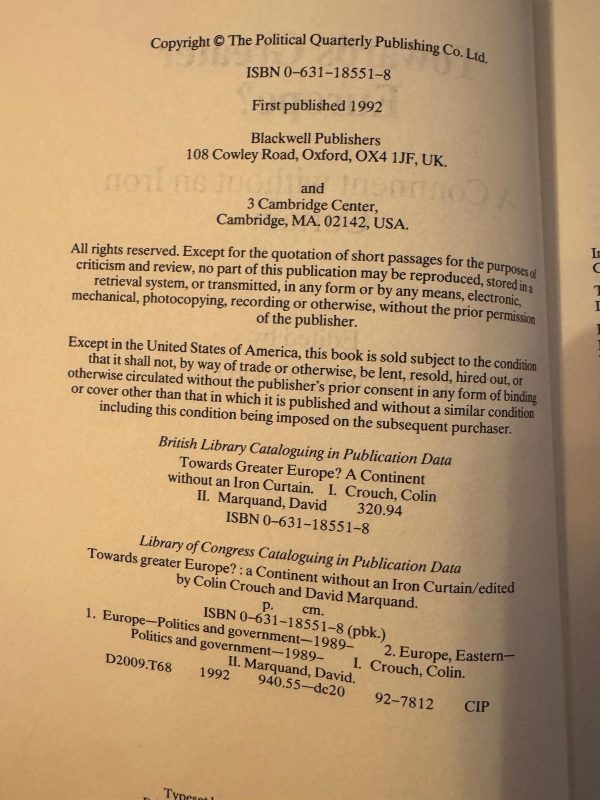 Copyright © The Political Quarterly Publishing Co. Ltd.
ISBN 0–631–18551–8
First published 1992
Blackwell Publishers
108 Cowley Road, Oxford, OX4 1JF, UK.
and
3 Cambridge Center,
Cambridge, MA. 02142, USA.
All rights reserved. Except for the quotation of short passages for the purposes of
criticism and review, no part of this publication may be reproduced, stored in a
retrieval system, or transmitted, in any form or by any means, electronic,
mechanical, photocopying, recording or otherwise, without the prior permission
of the publisher.
Except in the United States of America, this book is sold subject to the condition
that it shall not, by way of trade or otherwise, be lent, resold, hired out, or
otherwise circulated without the publisher's prior consent in any form of binding
or cover other than that in which it is published and without a similar condition
including this condition being imposed on the subsequent purchaser.
British Library Cataloguing in Publication Data
Towards Greater Europe? A Continent
without an Iron Curtain. I. Crouch, Colin
II. Marquand, David 320.94
ISBN 0–631–18551–8
Library of Congress Cataloguing in Publication Data
Towards greater Europe? : a Continent without an Iron Curtain/edited
by Colin Crouch and David Marquand.
p. cm.
ISBN 0–631–18551–8 (pbk.)
1. Europe—Politics and government—1989– 2. Europe, Eastern—
Politics and government—1989– I. Crouch, Colin.
II. Marquand, David.
D2009.T68 1992 940.55—dc20 92–7812 CIP